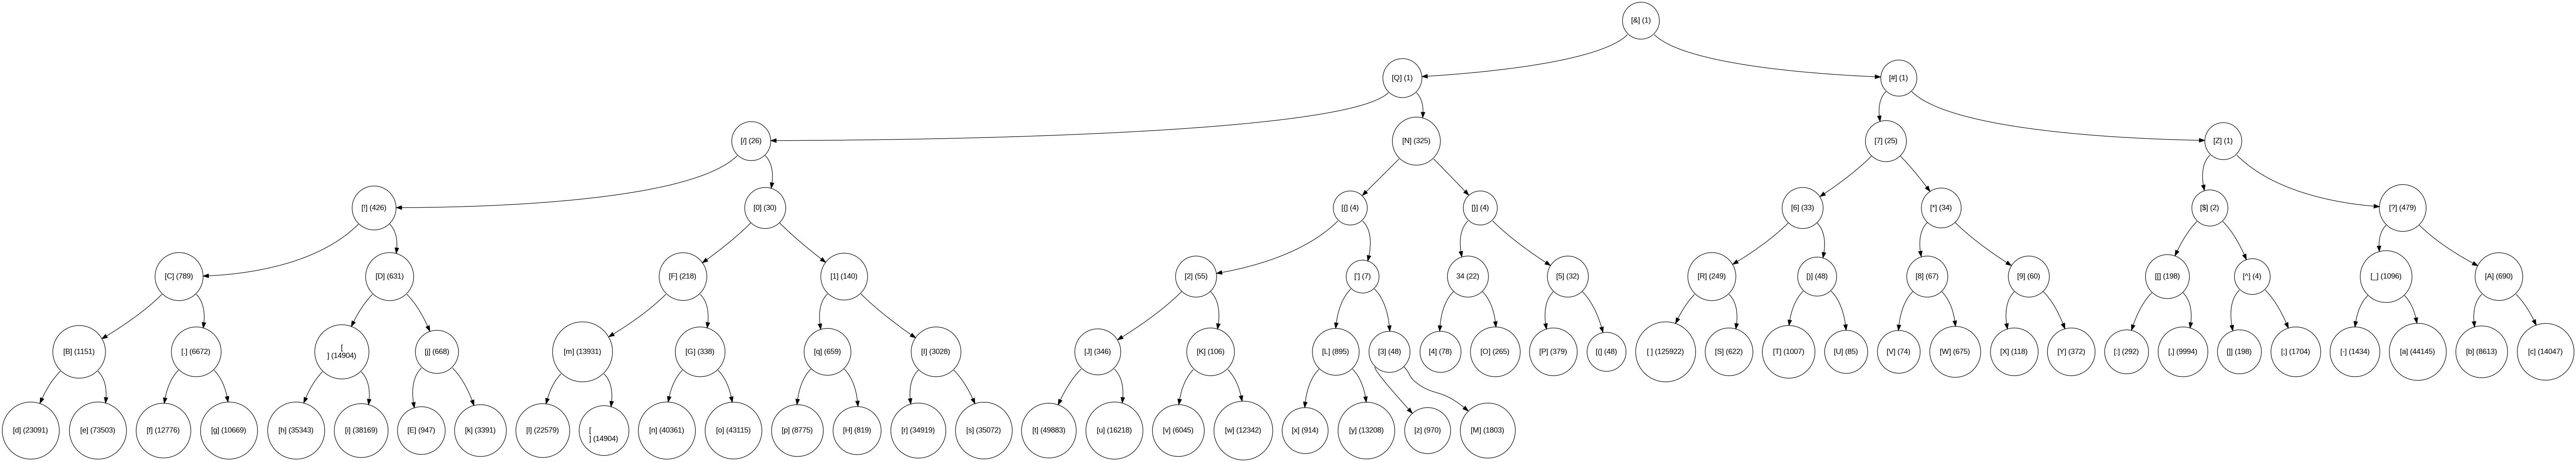 [&] (1)
[Q] (1)
[#] (1)
[/] (26)
[N] (325)
[7] (25)
[Z] (1)
[!] (426)
[0] (30)
[{] (4)
[}] (4)
[6] (33)
[*] (34)
[$] (2)
[?] (479)
[C] (789)
[D] (631)
[F] (218)
[1] (140)
[2] (55)
['] (7)
34 (22)
[5] (32)
[R] (249)
[)] (48)
[8] (67)
[9] (60)
[[] (198)
[^] (4)
[_] (1096)
[A] (690)
[B] (1151)
[.] (6672)
[
] (14904)
[j] (668)
[m] (13931)
[G] (338)
[q] (659)
[I] (3028)
[J] (346)
[K] (106)
[L] (895)
[3] (48)
[4] (78)
[O] (265)
[P] (379)
[(] (48)
[ ] (125922)
[S] (622)
[T] (1007)
[U] (85)
[V] (74)
[W] (675)
[X] (118)
[Y] (372)
[:] (292)
[,] (9994)
[]] (198)
[;] (1704)
[-] (1434)
[a] (44145)
[b] (8613)
[c] (14047)
[d] (23091)
[e] (73503)
[f] (12776)
[g] (10669)
[h] (35343)
[i] (38169)
[E] (947)
[k] (3391)
[l] (22579)
[
] (14904)
[n] (40361)
[o] (43115)
[p] (8775)
[H] (819)
[r] (34919)
[s] (35072)
[t] (49883)
[u] (16218)
[v] (6045)
[w] (12342)
[x] (914)
[y] (13208)
[z] (970)
[M] (1803)